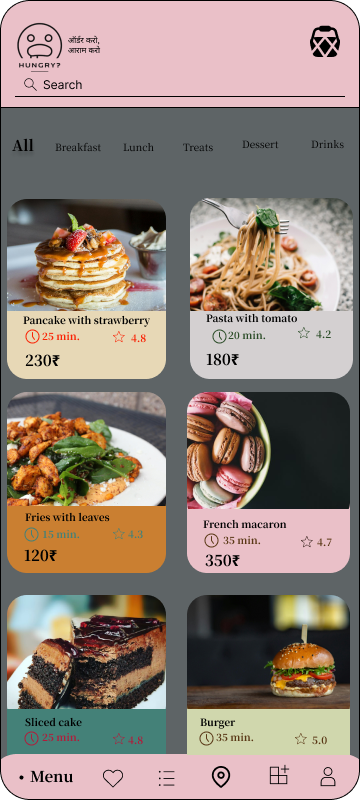 ऑर्डर करो,
आराम करो
HUNGRY?
Search
All Breakfast Lunch Treats Dessert Drinks
Pancake with strawberry
25 min. 4.8
230₹
Pasta with tomato
20 min. 4.2
180₹
Fries with leaves
15 min. 4.3
120₹
French macaron
35 min. 4.7
350₹
Sliced cake
25 min. 4.8
Burger
35 min. 5.0
• Menu